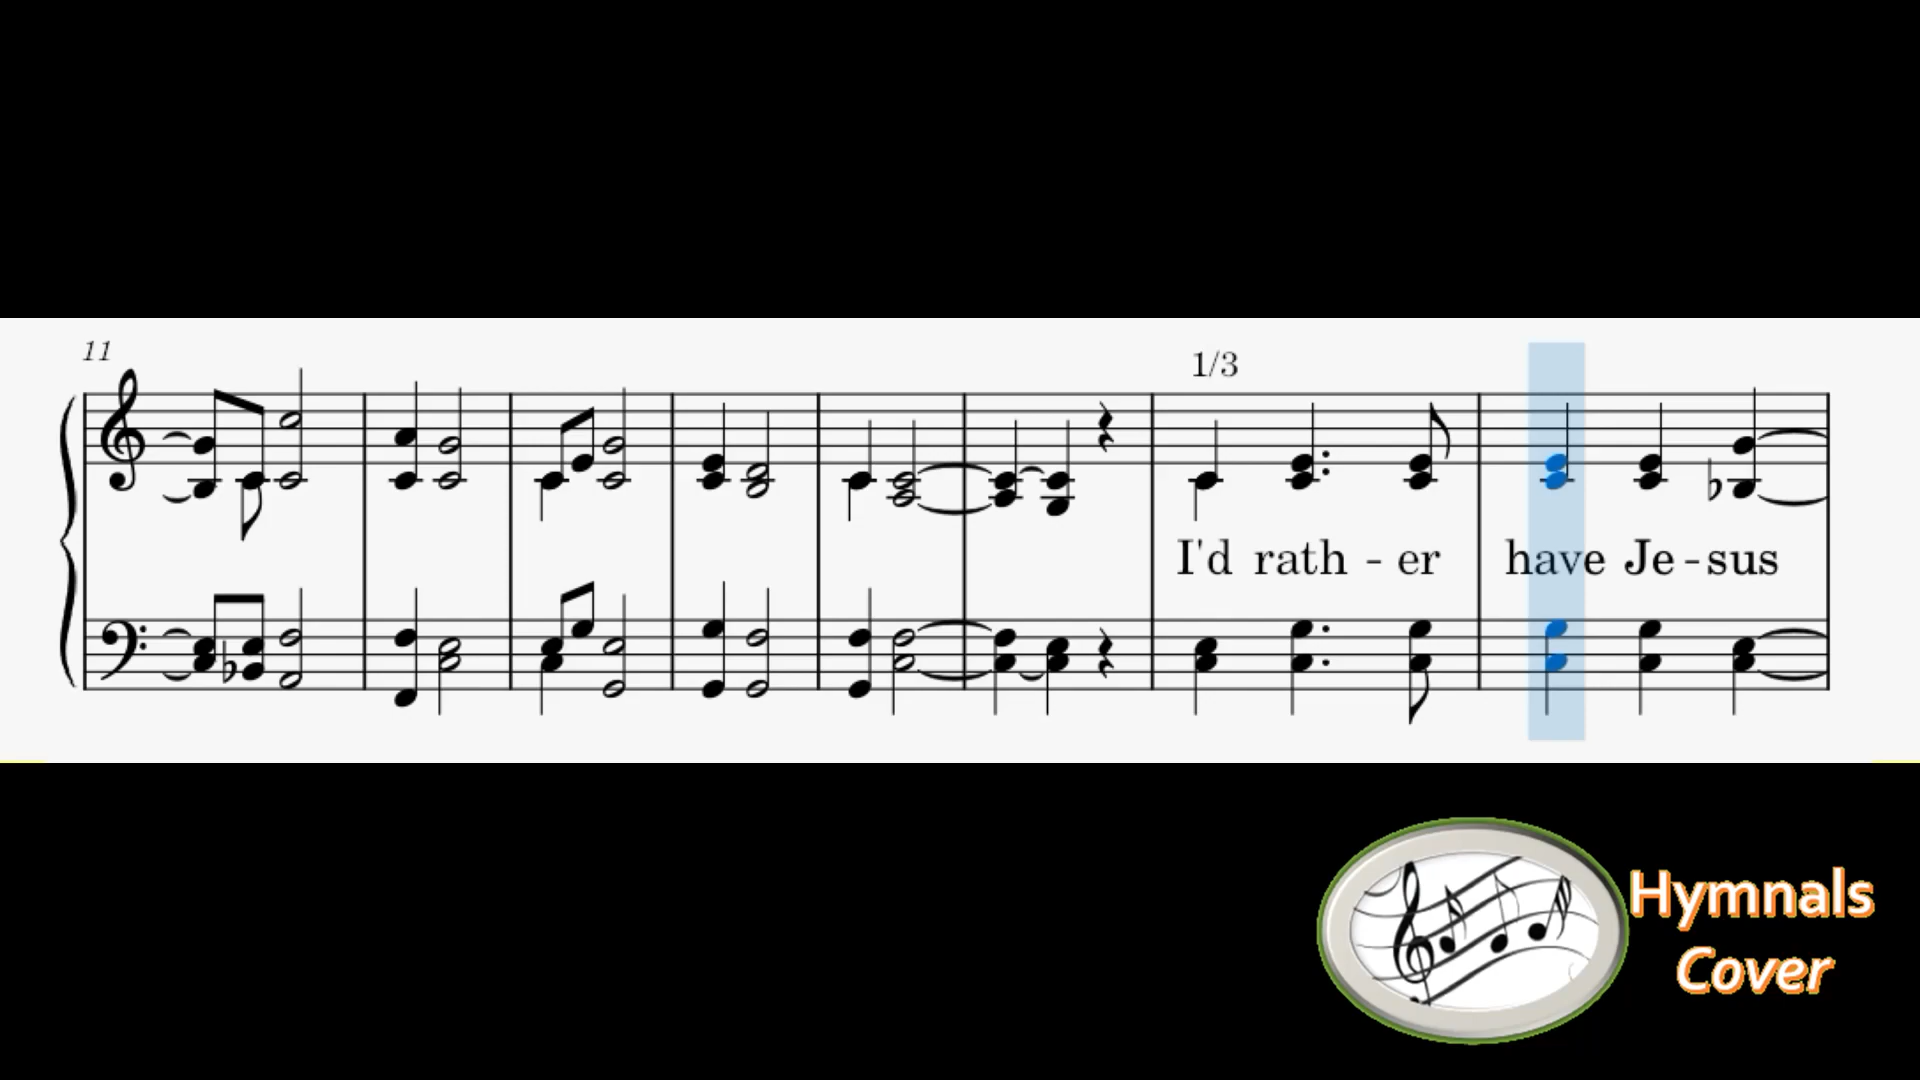 11
1/3
I'd rath - er have Je - sus
Hymnals
Cover